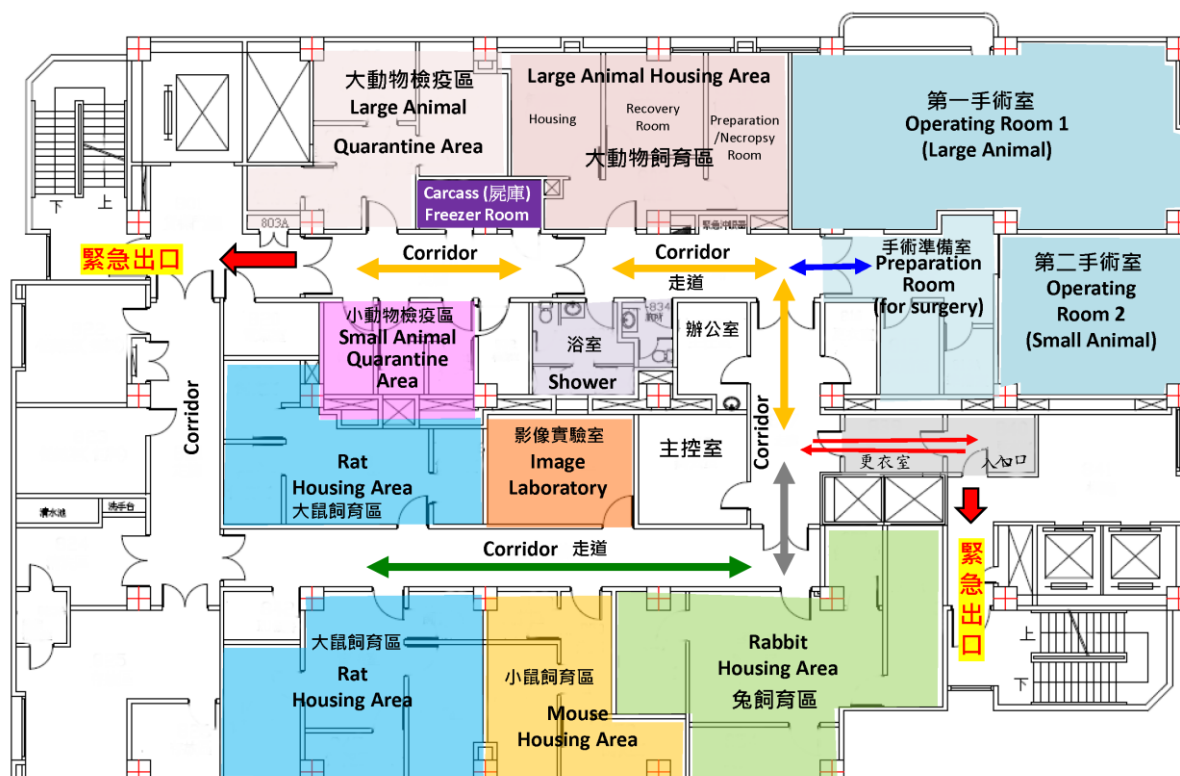 大動物檢疫區
Large Animal
Quarantine Area
Large Animal Housing Area
Housing
Recovery
Room
Preparation
/Necropsy
Room
大動物飼育區
第一手術室
Operating Room 1
(Large Animal)
Carcass (屍庫)
Freezer Room
下
上
803A
緊急出口
Corridor
Corridor
走道
手術準備室
Preparation
Room
(for surgery)
第二手術室
Operating
Room 2
(Small Animal)
小動物檢疫區
Small Animal
Quarantine
Area
浴室
Shower
辦公室
Corridor
Corridor
Rat
Housing Area
大鼠飼育區
影像實驗室
Image
Laboratory
主控室
更衣室
洗手台
Corridor 走道
緊急出口
上
下
大鼠飼育區
Rat
Housing Area
小鼠飼育區
Mouse
Housing Area
Rabbit
Housing Area
兔飼育區